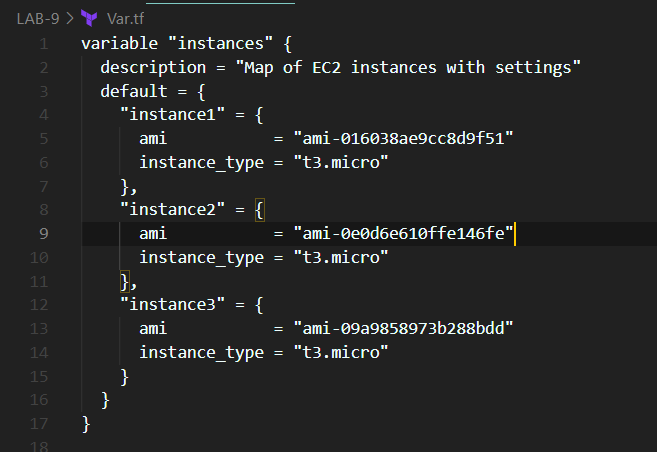 LAB-9 > Var.tf
1 variable "instances" {
2   description = "Map of EC2 instances with settings"
3   default = {
4     "instance1" = {
5       ami           = "ami-016038ae9cc8d9f51"
6       instance_type = "t3.micro"
7     },
8     "instance2" = {
9       ami           = "ami-0e0d6e610ffe146fe"
10       instance_type = "t3.micro"
11     },
12     "instance3" = {
13       ami           = "ami-09a9858973b288bdd"
14       instance_type = "t3.micro"
15     }
16   }
17 }
18